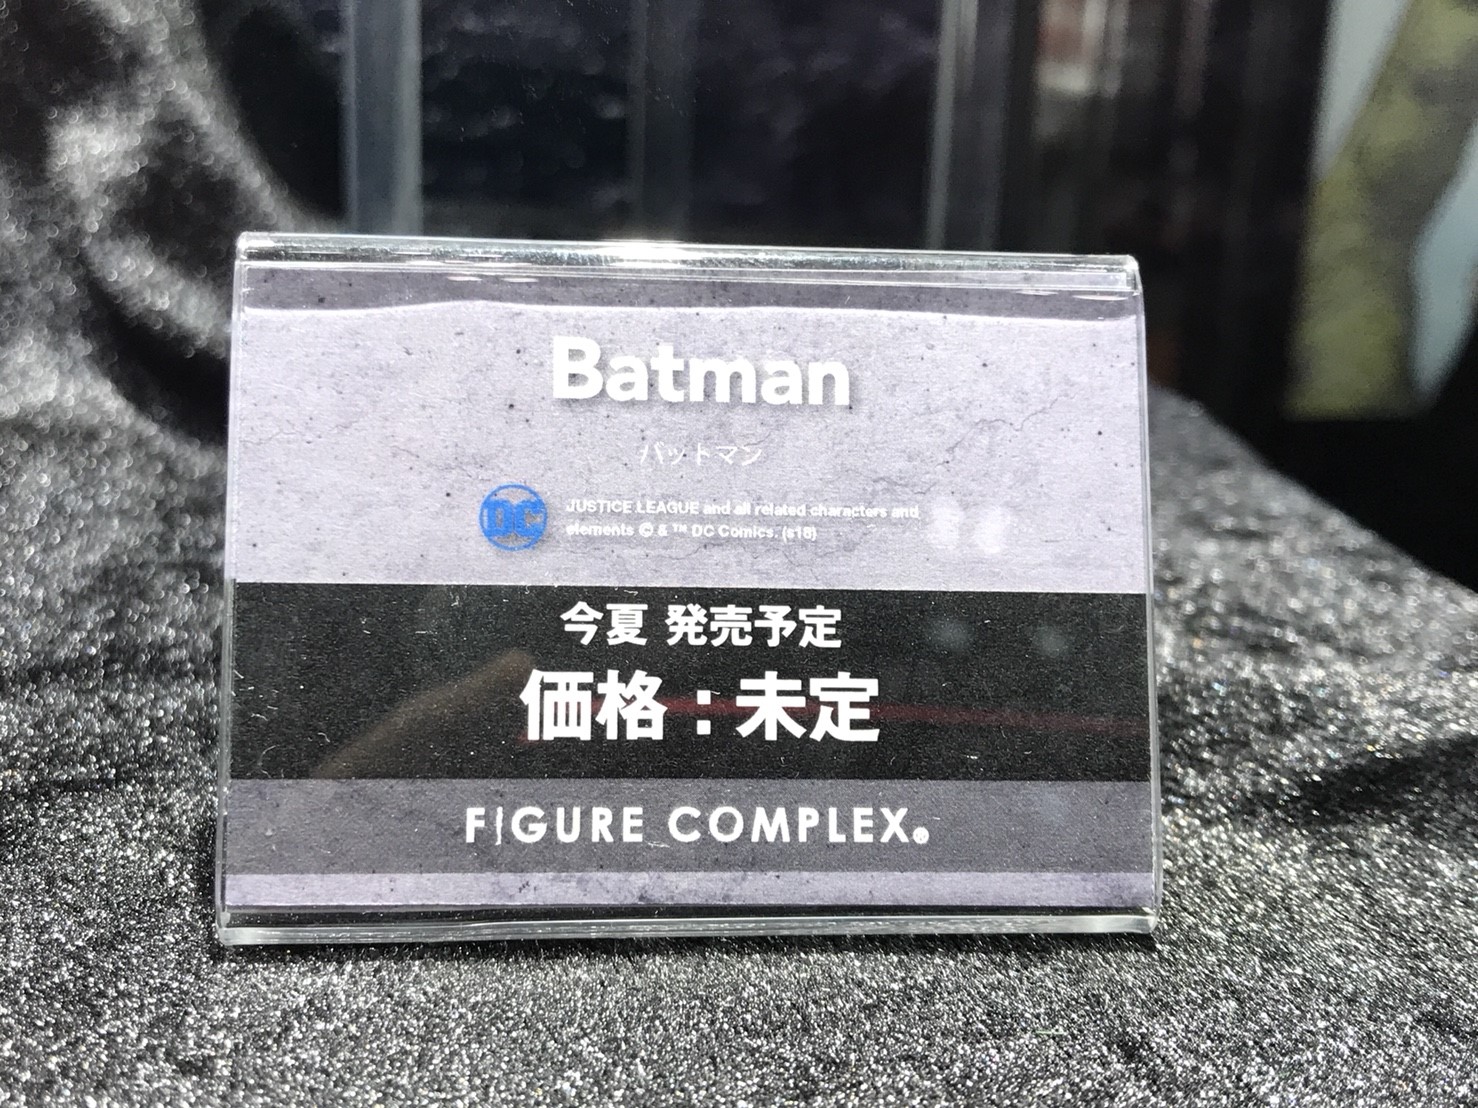 Batman
バットマン
DC
JUSTICE LEAGUE and all related characters and
elements © & ™ DC Comics. (s18)
今夏 発売予定
価格：未定
FIGURE COMPLEX®